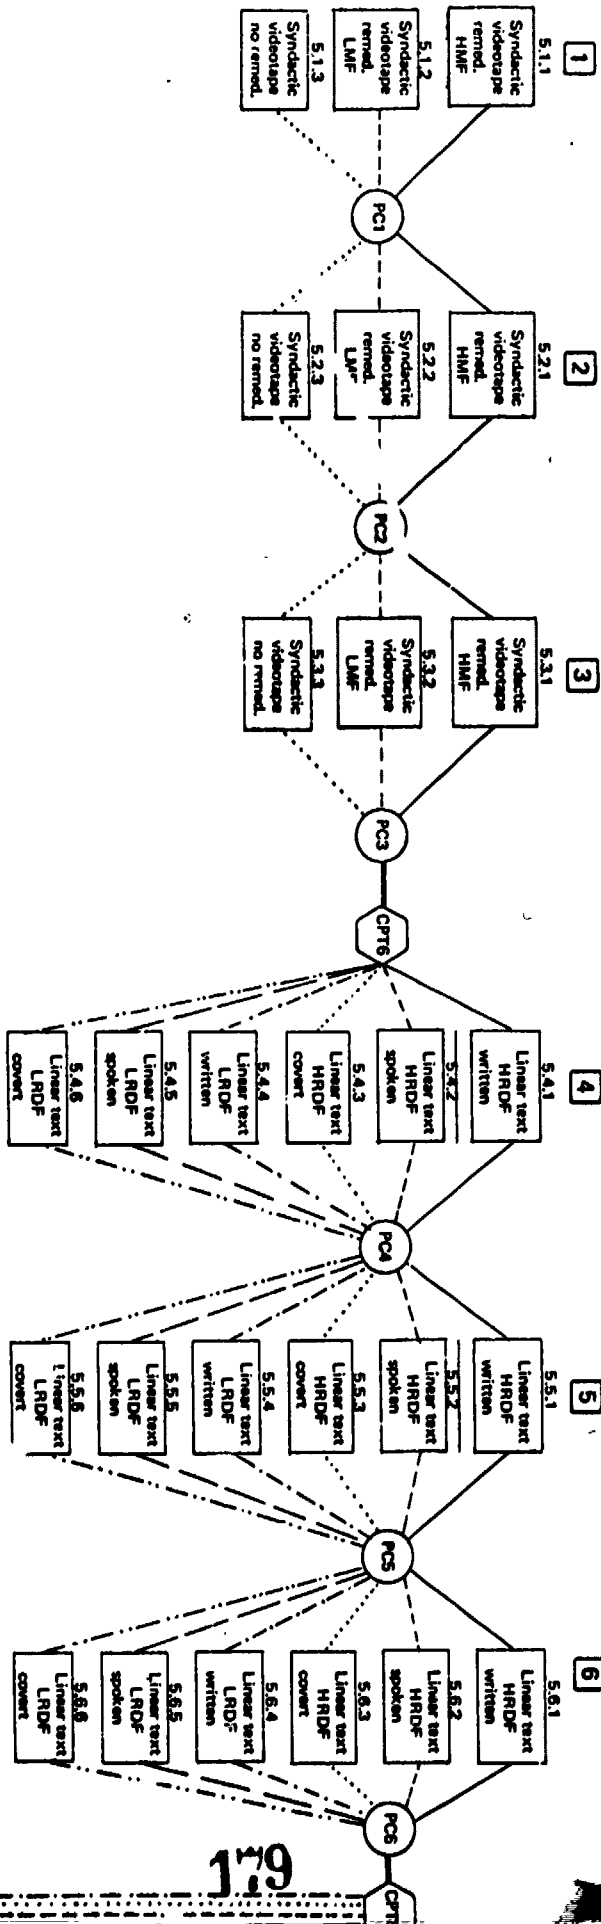 1
5.1.1
Syndactic
videotape
remed.
HMF
5.1.2
Syndactic
videotape
remed.
LMF
5.1.3
Syndactic
videotape
no remed.
PC1
2
5.2.1
Syndactic
videotape
remed.
HMF
5.2.2
Syndactic
videotape
remed.
5.2.3
Syndactic
videotape
no remed.
PC2
3
5.3.1
Syndactic
videotape
remed.
HMF
5.3.2
Syndactic
videotape
remed.
LMF
5.3.3
Syndactic
videotape
no remed.
PC3
CPT6
4
5.4.1
Linear text
HRDF
written
5.4.2
Linear text
HRDF
spoken
5.4.3
Linear text
HRDF
covert
5.4.4
Linear text
LRDF
written
5.4.5
Linear text
LRDF
spoken
5.4.6
Linear text
LRDF
covert
PC4
5
5.5.1
Linear text
HRDF
written
5.5.2
Linear text
HRDF
spoken
5.5.3
Linear text
HRDF
covert
5.5.4
Linear text
LRDF
written
5.5.5
Linear text
LRDF
spoken
5.5.6
Linear text
LRDF
covert
PC5
6
5.6.1
Linear text
HRDF
written
5.6.2
Linear text
HRDF
spoken
5.6.3
Linear text
HRDF
covert
5.6.4
Linear text
LRDF
written
5.6.5
Linear text
LRDF
spoken
5.6.6
Linear text
LRDF
covert
PC6